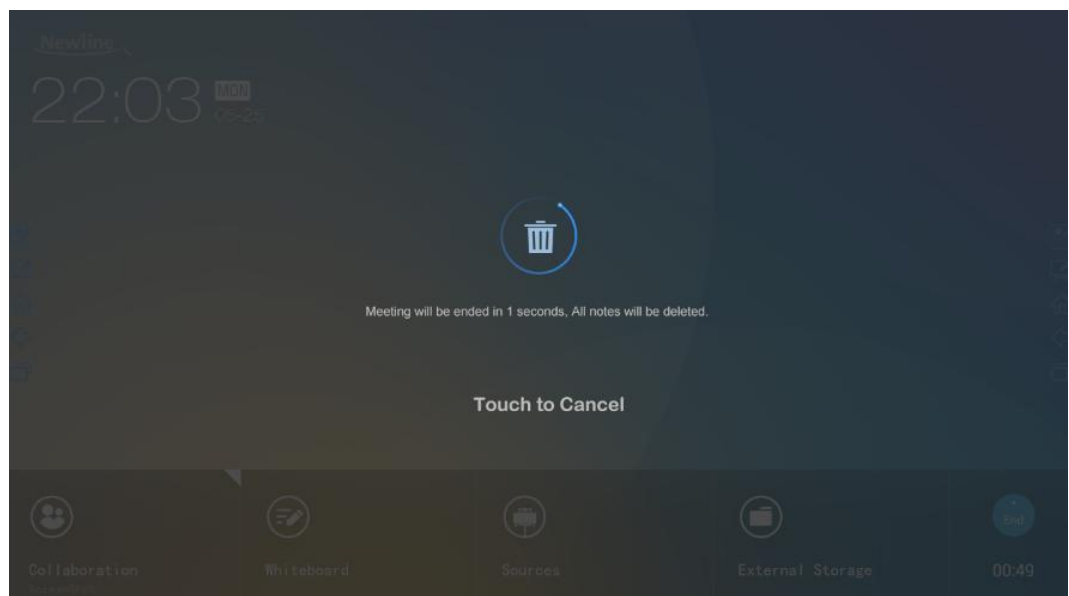 Newline
22:03 MON
05-25
Meeting will be ended in 1 seconds, All notes will be deleted.
Touch to Cancel
Collaboration
Whiteboard
Sources
External Storage
End
00:49